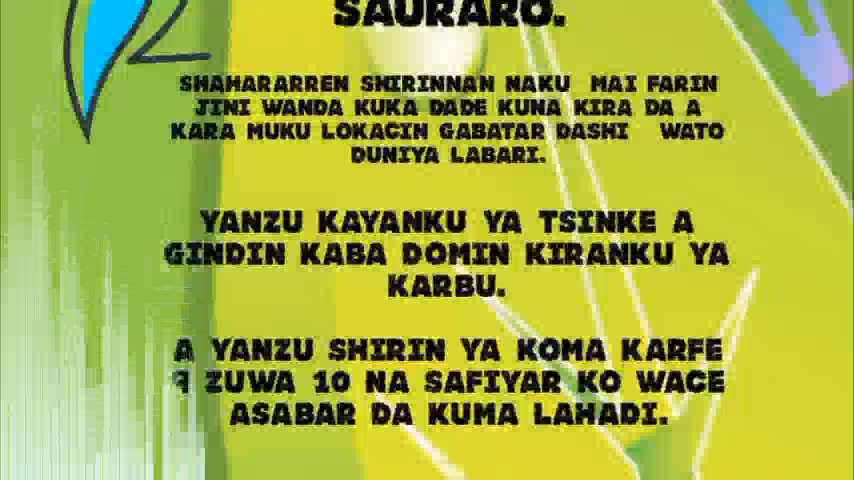 SAURARO.
SHAHARARREN SHIRINNAN NAKU MAI FARIN
JINI WANDA KUKA DADE KUNA KIRA DA A
KARA MUKU LOKACIN GABATAR DASHI WATO
DUNIYA LABARI.
YANZU KAYANKU YA TSINKE A
GINDIN KABA DOMIN KIRANKU YA
KARBU.
A YANZU SHIRIN YA KOMA KARFE
9 ZUWA 10 NA SAFIYAR KO WACE
ASABAR DA KUMA LAHADI.